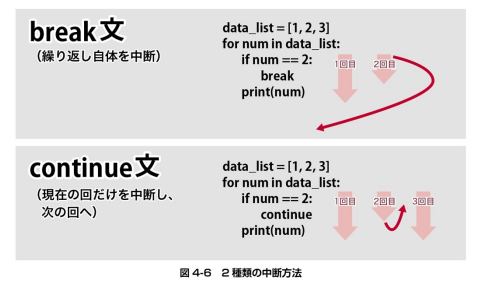 break文
（繰り返し自体を中断）
data_list = [1, 2, 3]
for num in data_list:
    if num == 2:
        break
    print(num)
1回目
2回目
continue文
（現在の回だけを中断し、
次の回へ）
data_list = [1, 2, 3]
for num in data_list:
    if num == 2:
        continue
    print(num)
1回目
2回目
3回目
図 4-6　2 種類の中断方法